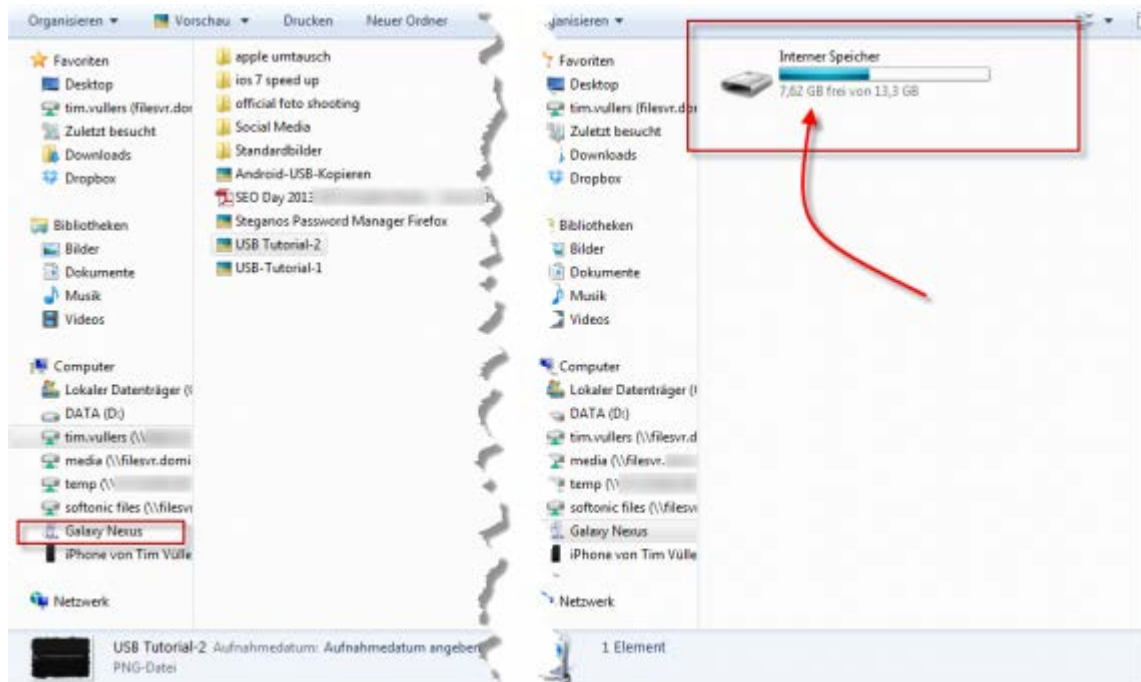 Organisieren Vorschau Drucken Neuer Ordner
Favoriten
Desktop
tim.vullers (filesvr.dor
Zuletzt besucht
Downloads
Dropbox
Bibliotheken
Bilder
Dokumente
Musik
Videos
Computer
Lokaler Datenträger (
DATA (D:)
tim.vullers (\\
media (\\filesvr.domi
temp (\\
softonic files (\\filesv
Galaxy Nexus
iPhone von Tim Vülle
Netzwerk
apple umtausch
ios 7 speed up
official foto shooting
Social Media
Standardbilder
Android-USB-Kopieren
SEO Day 2013
Steganos Password Manager Firefox
USB Tutorial-2
USB-Tutorial-1
USB Tutorial-2 Aufnahmedatum: Aufnahmedatum angeben
PNG-Datei
ganisieren
Favoriten
Desktop
tim.vullers (filesvr.do
Zuletzt besucht
Downloads
Dropbox
Bibliotheken
Bilder
Dokumente
Musik
Videos
Computer
Lokaler Datenträger (
DATA (D:)
tim.vullers (\\filesvr.d
media (\\filesvr.
temp (\\
softonic files (\\filesv
Galaxy Nexus
iPhone von Tim Vülle
Netzwerk
Interner Speicher
7,62 GB frei von 13,3 GB
1 Element